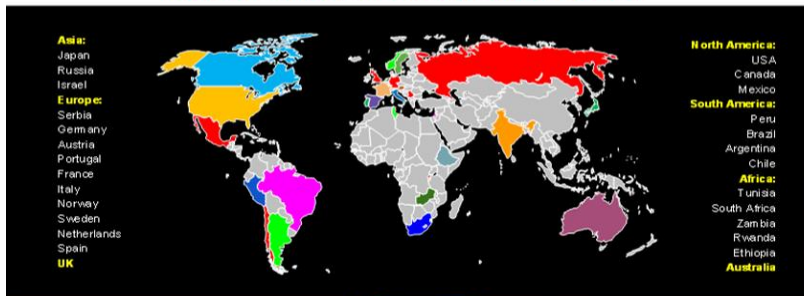 Asia:
Japan
Russia
Israel
Europe:
Serbia
Germany
Austria
Portugal
France
Italy
Norway
Sweden
Netherlands
Spain
UK
North America:
USA
Canada
Mexico
South America:
Peru
Brazil
Argentina
Chile
Africa:
Tunisia
South Africa
Zambia
Rwanda
Ethiopia
Australia